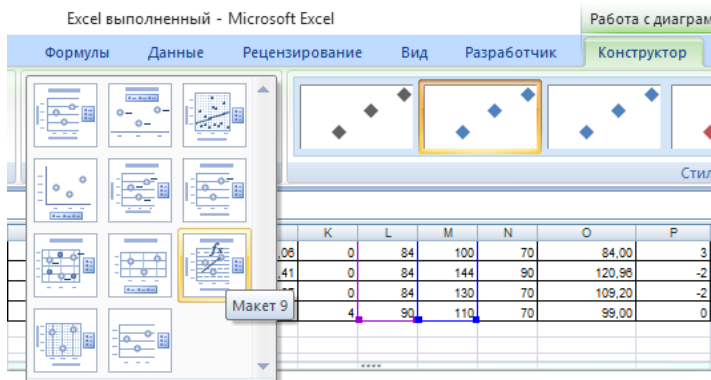 Excel выполненный - Microsoft Excel
Работа с диаграм
Формулы Данные Рецензирование Вид Разработчик Конструктор
Стил
K L M N O P
,06 0 84 100 70 84,00 3
,41 0 84 144 90 120,96 -2
0 84 130 70 109,20 -2
4 90 110 70 99,00 0
Макет 9